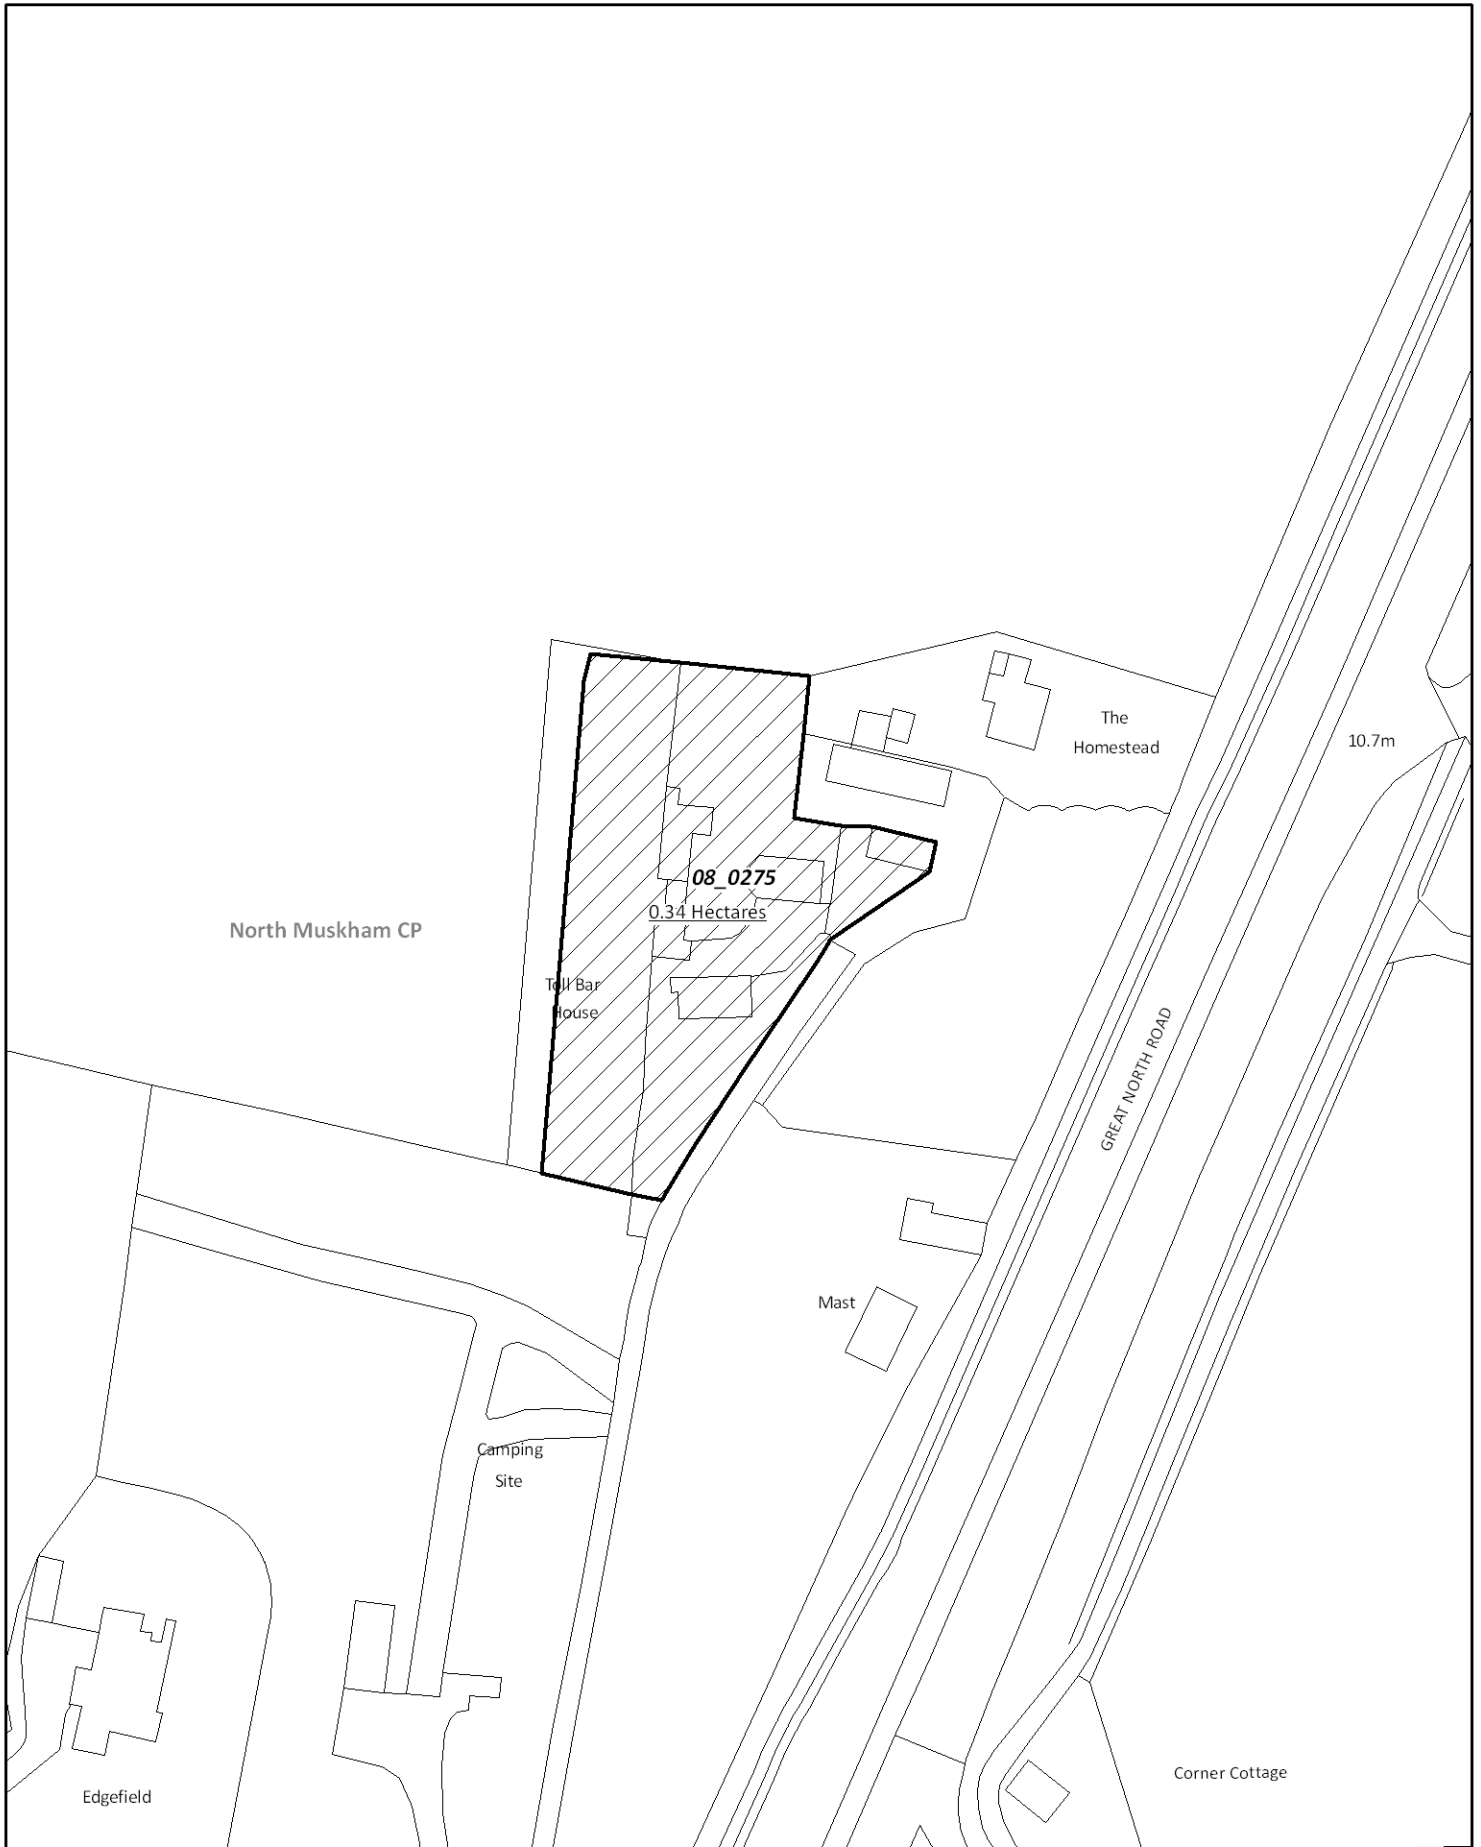 The
Homestead
10.7m
08_0275
0.34 Hectares
North Muskham CP
Toll Bar
House
GREAT NORTH ROAD
Mast
Camping
Site
Corner Cottage
Edgefield